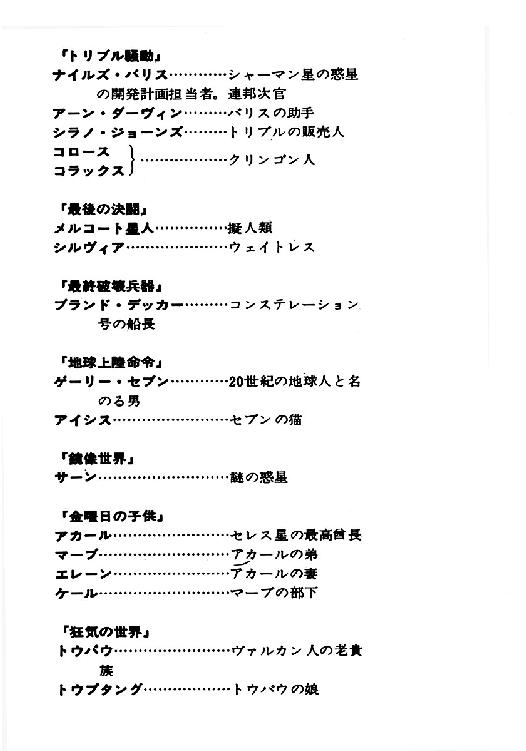 『トリブル騒動』
ナイルズ・バリス…………シャーマン星の惑星
の開発計画担当者。連邦次官
アーン・ダーヴィン………バリスの助手
シラノ・ジョーンズ………トリブルの販売人
コロース
コラックス}………………クリンゴン人
『最後の決闘』
メルコート星人……………擬人類
シルヴィア…………………ウェイトレス
『最終破壊兵器』
ブランド・デッカー………コンステレーション
号の船長
『地球上陸命令』
ゲーリー・セブン…………20世紀の地球人と名
のる男
アイシス……………………セブンの猫
『鏡像世界』
サーン………………………謎の惑星
『金曜日の子供』
アカール……………………セレス星の最高酋長
マーブ………………………アカールの弟
エレーン……………………アカールの妻
ケール………………………マーブの部下
『狂気の世界』
トウパウ……………………ヴァルカン人の老貴
族
トウプタング………………トウパウの娘